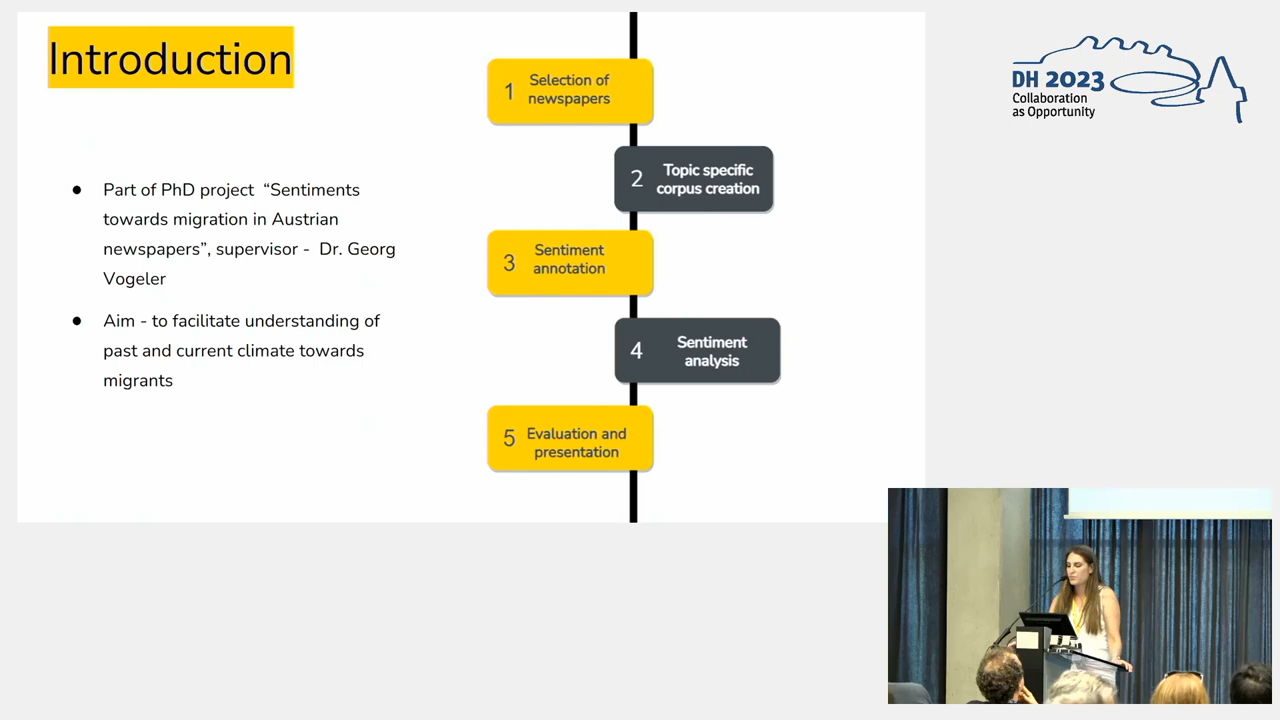 Introduction
● Part of PhD project “Sentiments
towards migration in Austrian
newspapers”, supervisor - Dr. Georg
Vogeler
● Aim - to facilitate understanding of
past and current climate towards
migrants
1 Selection of
newspapers
2 Topic specific
corpus creation
3 Sentiment
annotation
4 Sentiment
analysis
5 Evaluation and
presentation
DH 2023
Collaboration
as Opportunity